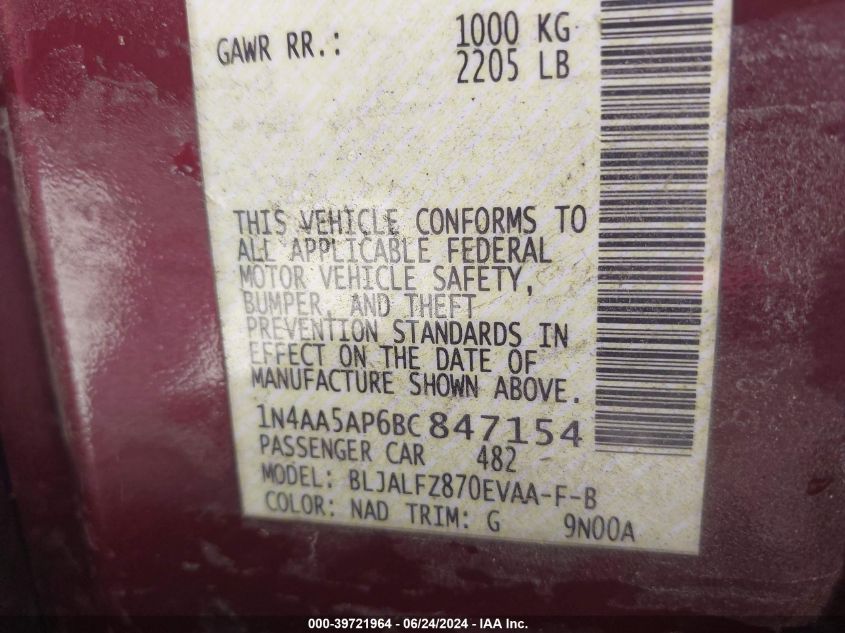 GAWR RR.: 1000 KG
2205 LB
THIS VEHICLE CONFORMS TO
ALL APPLICABLE FEDERAL
MOTOR VEHICLE SAFETY,
BUMPER, AND THEFT
PREVENTION STANDARDS IN
EFFECT ON THE DATE OF
MANUFACTURE SHOWN ABOVE.
1N4AA5AP6BC847154
PASSENGER CAR 482
MODEL: BLJALFZ870EVAA-F-B
COLOR: NAD TRIM: G 9N00A
000-39721964 - 06/24/2024 - IAA Inc.